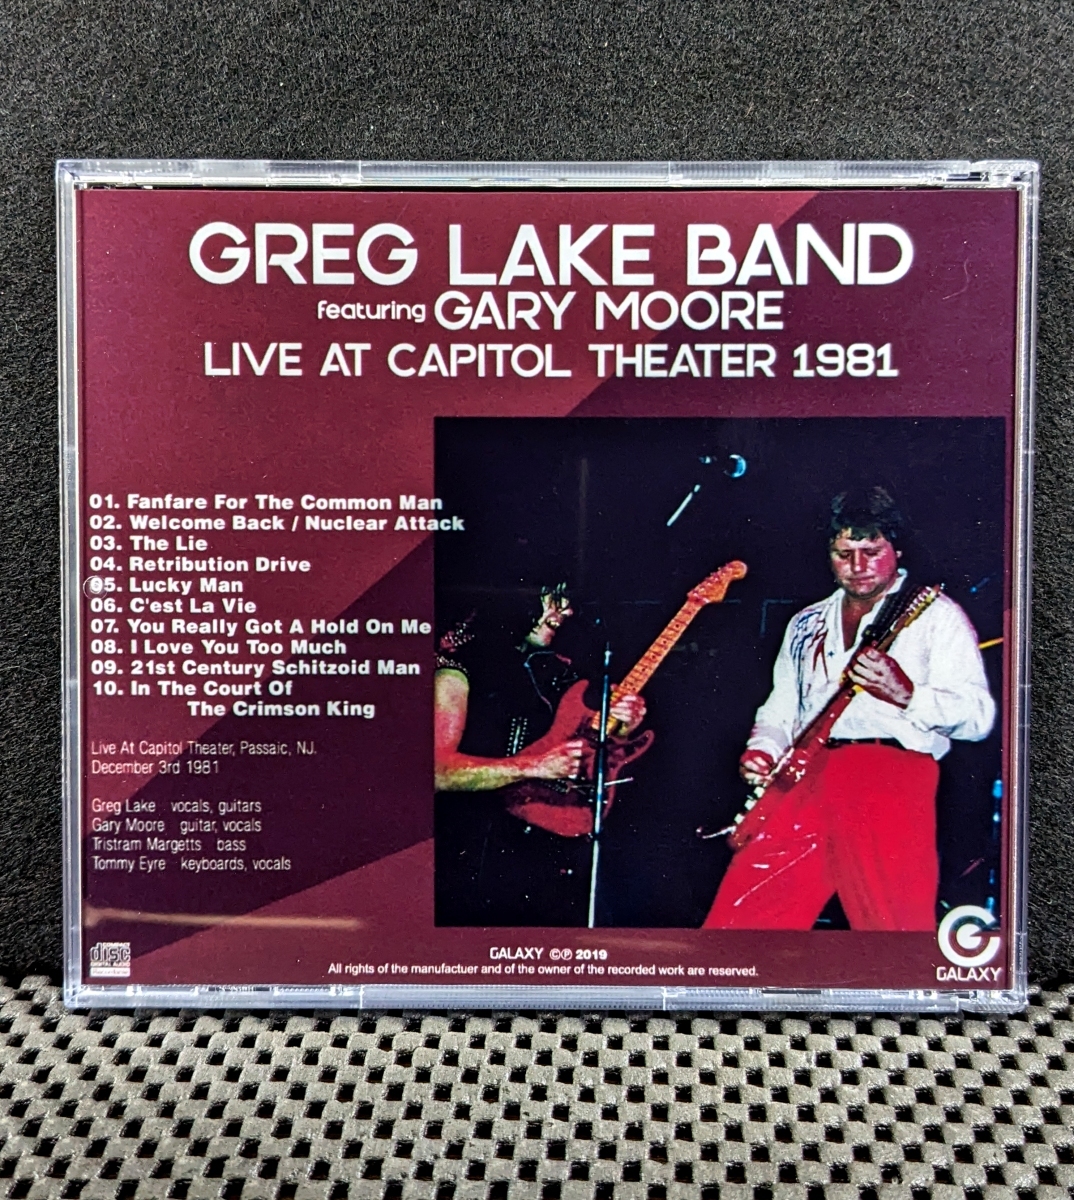 GREG LAKE BAND
featuring GARY MOORE
LIVE AT CAPITOL THEATER 1981
01. Fanfare For The Common Man
02. Welcome Back / Nuclear Attack
03. The Lie
04. Retribution Drive
05. Lucky Man
06. C'est La Vie
07. You Really Got A Hold On Me
08. I Love You Too Much
09. 21st Century Schitzoid Man
10. In The Court Of
The Crimson King
Live At Capitol Theater, Passaic, NJ.
December 3rd 1981
Greg Lake vocals, guitars
Gary Moore guitar, vocals
Tristram Margetts bass
Tommy Eyre keyboards, vocals
COMPACT
disc
DIGITAL AUDIO
GALAXY ©℗ 2019
All rights of the manufactuer and of the owner of the recorded work are reserved.
GALAXY